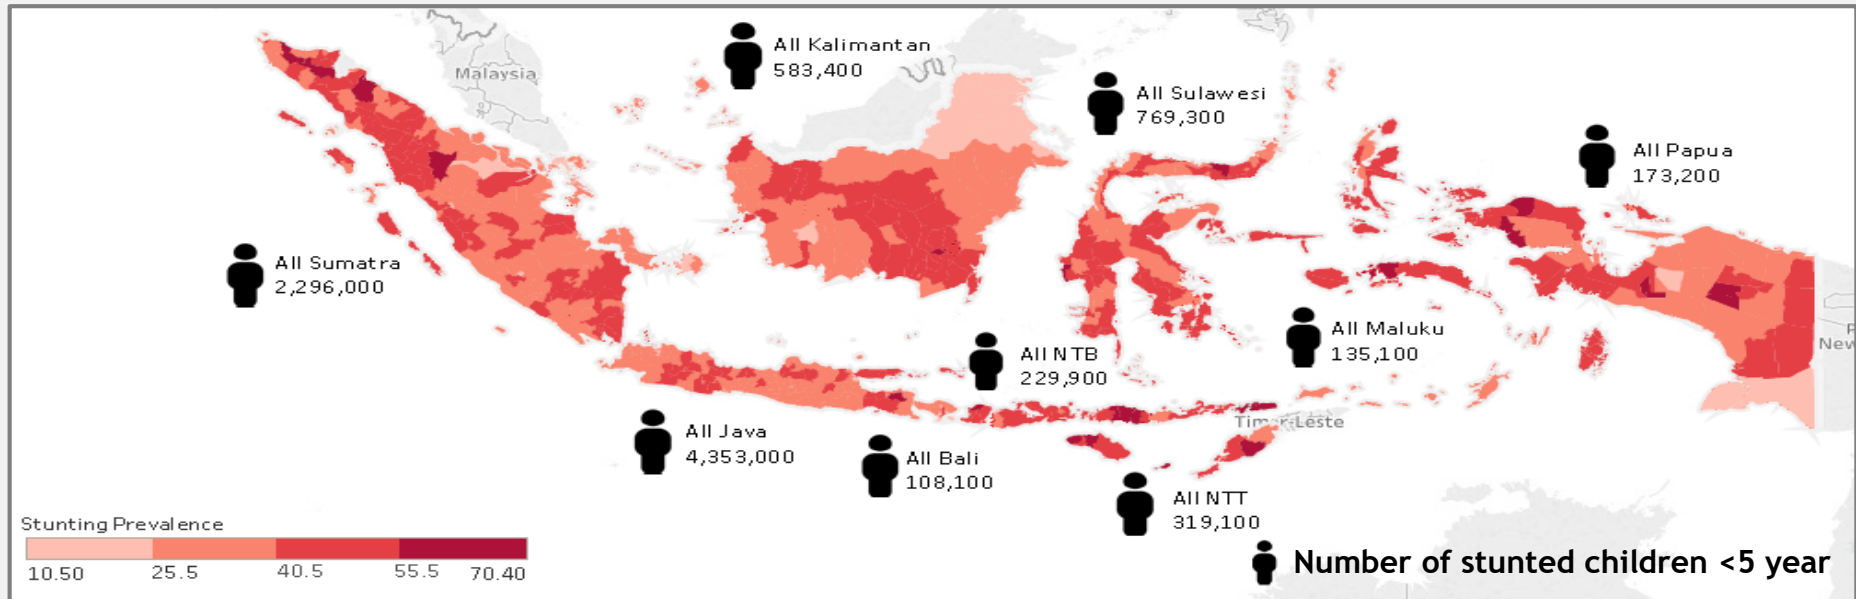 Malaysia
All Kalimantan
583,400
All Sulawesi
769,300
All Papua
173,200
All Sumatra
2,296,000
All NTB
229,900
All Maluku
135,100
New
All Java
4,353,000
All Bali
108,100
Timor-Leste
All NTT
319,100
Stunting Prevalence
10.50 25.5 40.5 55.5 70.40
Number of stunted children <5 year